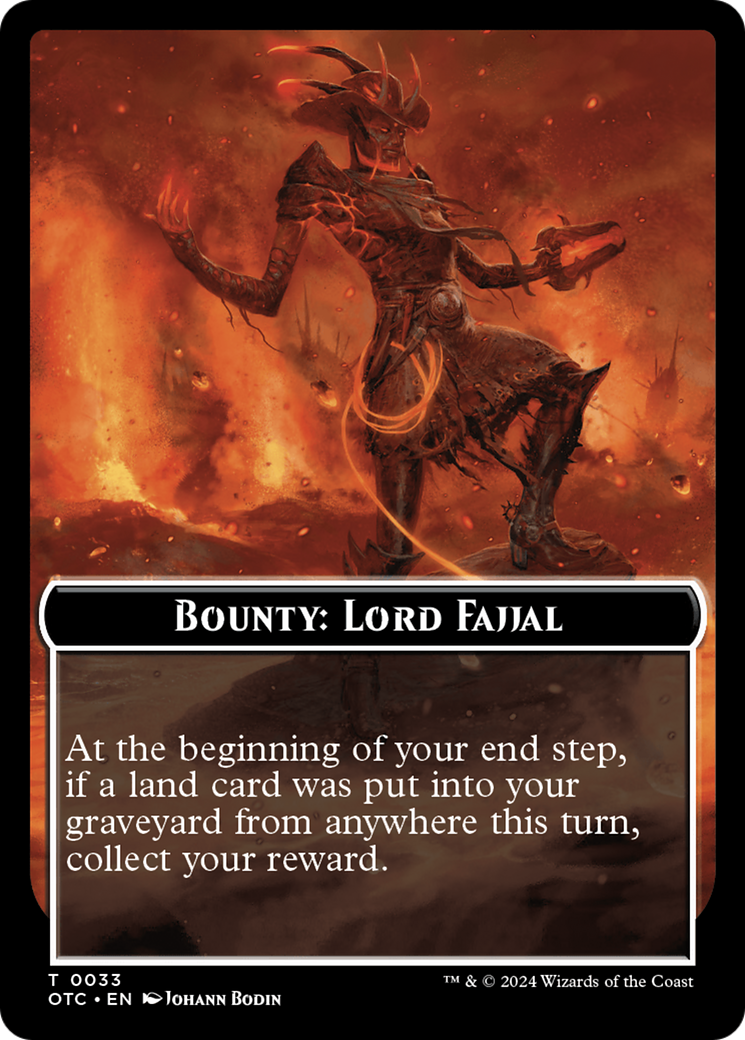 Bounty: Lord Fajjal
At the beginning of your end step,
if a land card was put into your
graveyard from anywhere this turn,
collect your reward.
T 0033
OTC • EN Johann Bodin
™ & © 2024 Wizards of the Coast